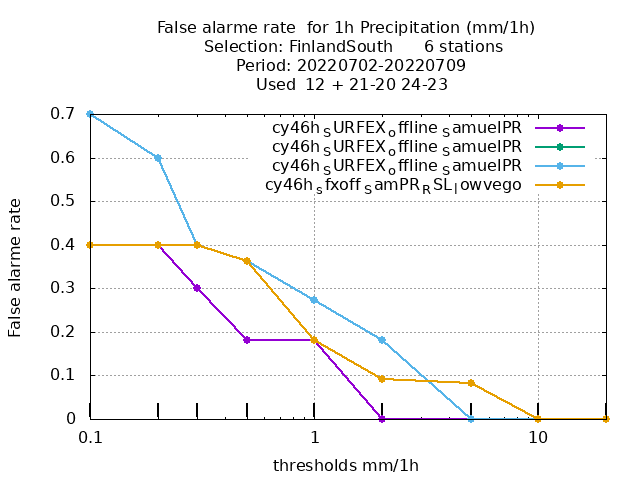 False alarme rate  for 1h Precipitation (mm/1h)
Selection: FinlandSouth      6 stations
Period: 20220702-20220709
Used  12 + 21-20 24-23
cy46h_SURFEX_offline_SamuelPR
cy46h_SURFEX_offline_SamuelPR
cy46h_SURFEX_offline_SamuelPR
cy46h_sfxoff_SamPR_RSL_lowvego
False alarme rate
0.7
0.6
0.5
0.4
0.3
0.2
0.1
0
0.1 1 10
thresholds mm/1h